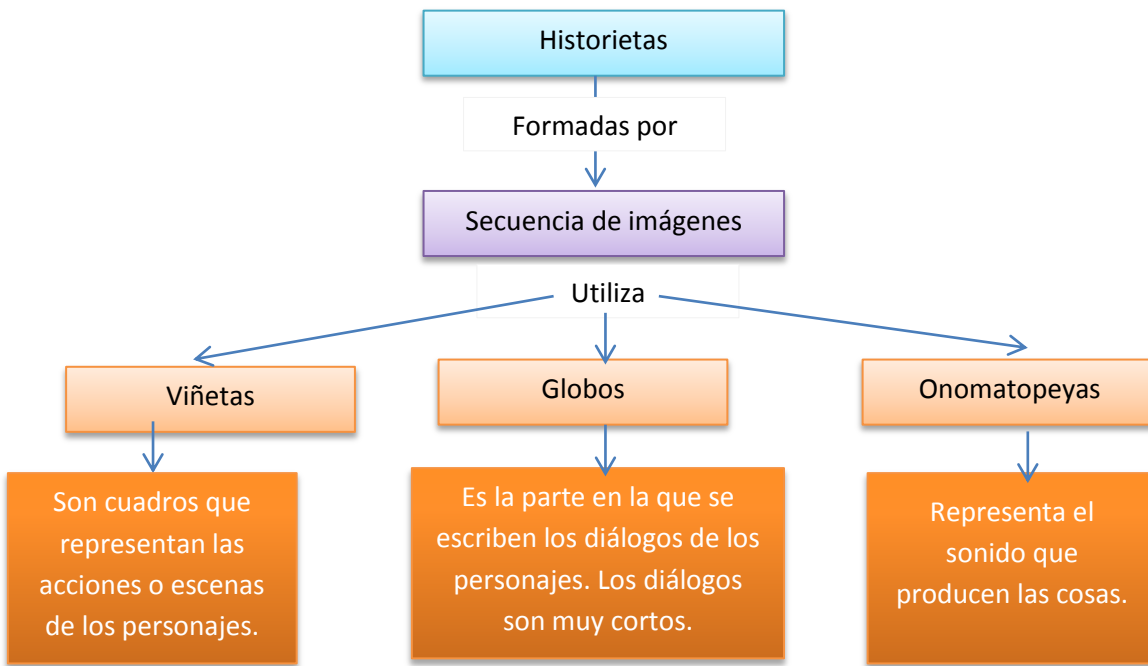 Historietas
Formadas por
Secuencia de imágenes
Utiliza
Viñetas
Globos
Onomatopeyas
Son cuadros que
representan las
acciones o escenas
de los personajes.
Es la parte en la que se
escriben los diálogos de los
personajes. Los diálogos
son muy cortos.
Representa el
sonido que
producen las cosas.